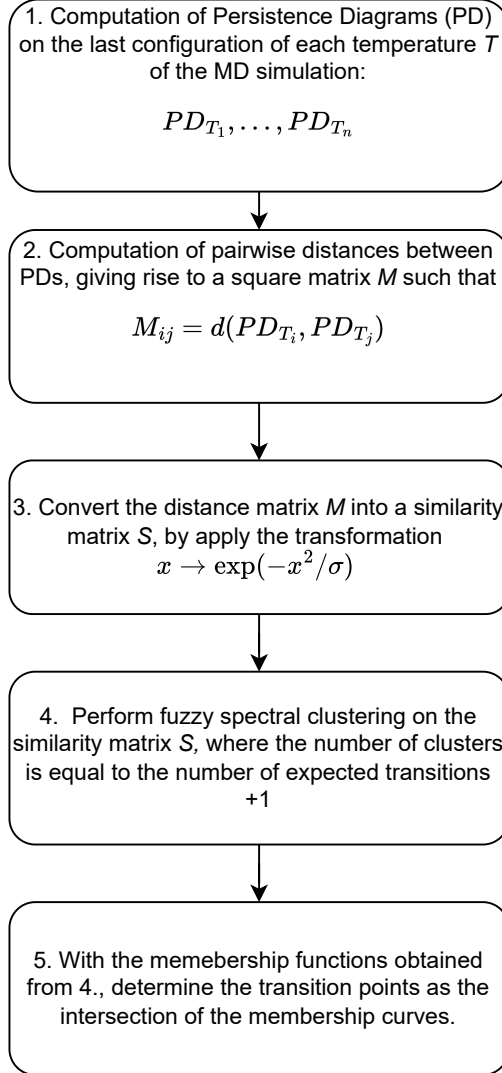 1. Computation of Persistence Diagrams (PD)
on the last configuration of each temperature T
of the MD simulation:
PD_{T_1}, . . . , PD_{T_n}
2. Computation of pairwise distances between
PDs, giving rise to a square matrix M such that
M_{ij} = d(PD_{T_i}, PD_{T_j})
3. Convert the distance matrix M into a similarity
matrix S, by apply the transformation
x → exp(−x^2/σ)
4. Perform fuzzy spectral clustering on the
similarity matrix S, where the number of clusters
is equal to the number of expected transitions
+1
5. With the memebership functions obtained
from 4., determine the transition points as the
intersection of the membership curves.